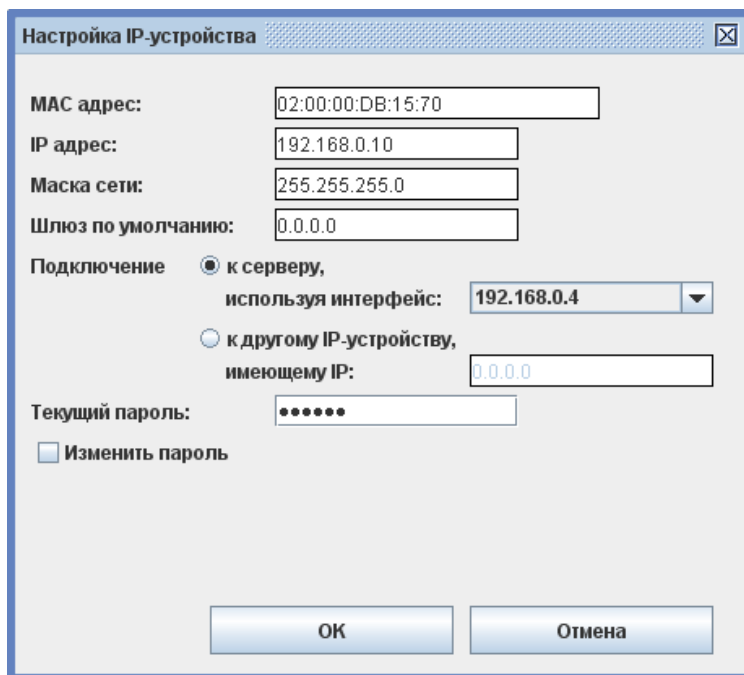 Настройка IP-устройства
MAC адрес: 02:00:00:DB:15:70
IP адрес: 192.168.0.10
Маска сети: 255.255.255.0
Шлюз по умолчанию: 0.0.0.0
Подключение к серверу,
используя интерфейс: 192.168.0.4
к другому IP-устройству,
имеющему IP: 0.0.0.0
Текущий пароль: ••••••
Изменить пароль
OK Отмена